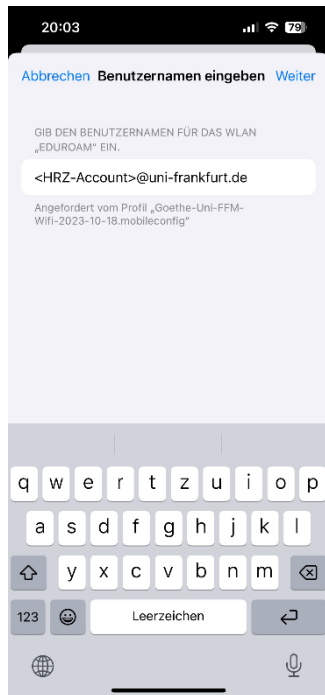 20:03
79
Abbrechen Benutzernamen eingeben Weiter
GIB DEN BENUTZERNAMEN FÜR DAS WLAN
„EDUROAM“ EIN.
<HRZ-Account>@uni-frankfurt.de
Angefordert vom Profil „Goethe-Uni-FFM-
Wifi-2023-10-18.mobileconfig“
q w e r t z u i o p
a s d f g h j k l
y x c v b n m
123 Leerzeichen